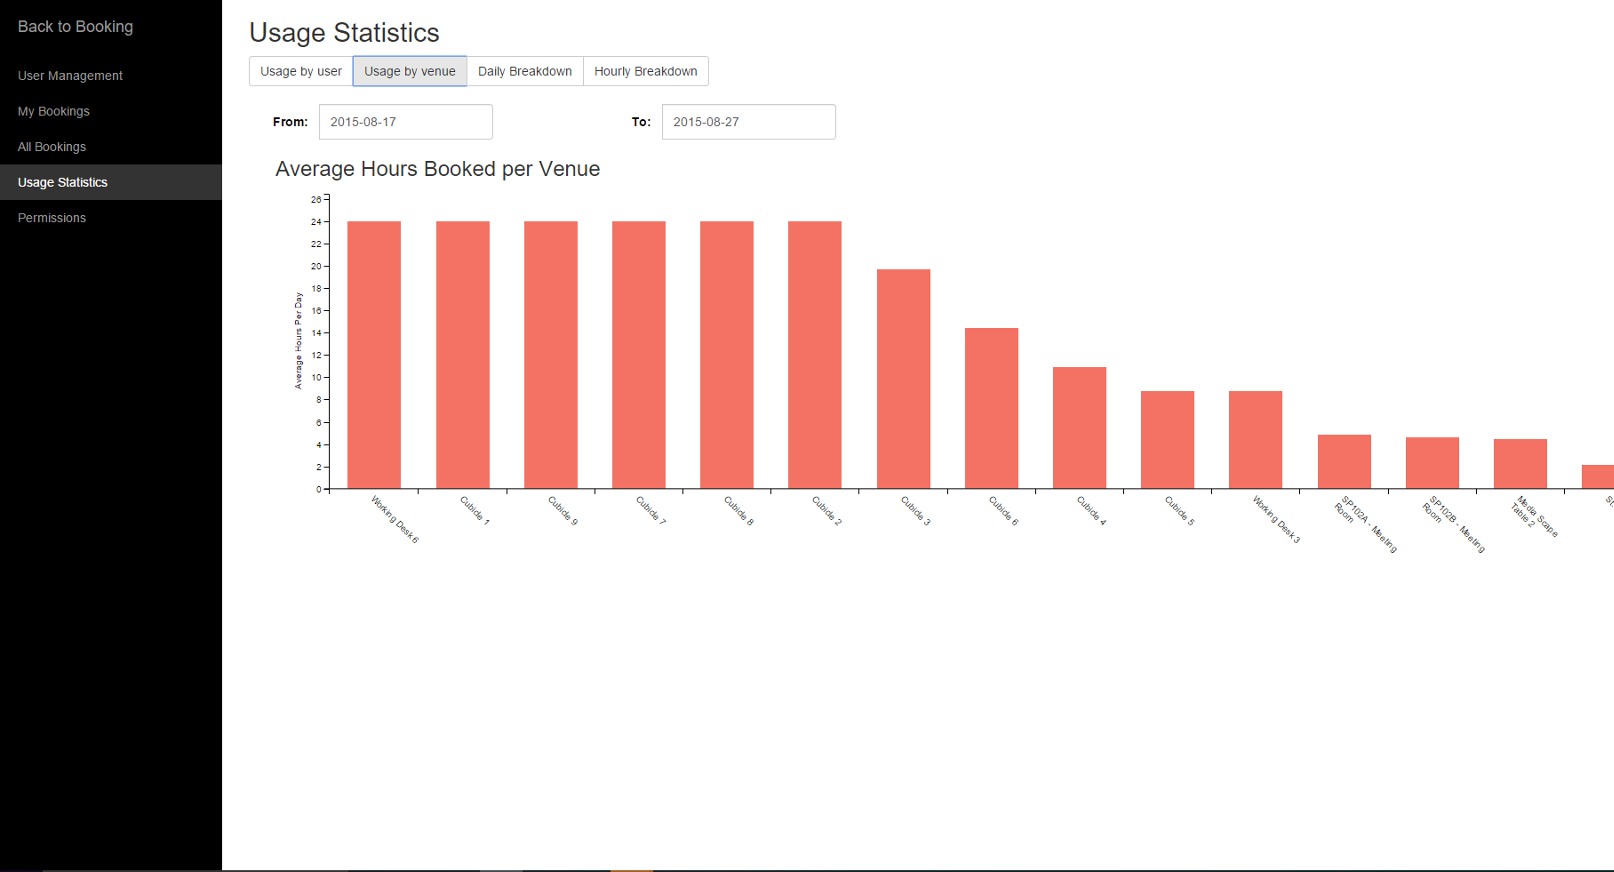 Back to Booking
User Management
My Bookings
All Bookings
Usage Statistics
Permissions
Usage Statistics
Usage by user
Usage by venue
Daily Breakdown
Hourly Breakdown
From:
2015-08-17
To:
2015-08-27
Average Hours Booked per Venue
26
24
22
20
18
16
14
12
10
8
6
4
2
0
Average Hours Per Day
Working Desk 6
Cubicle 1
Cubicle 9
Cubicle 7
Cubicle 8
Cubicle 2
Cubicle 3
Cubicle 6
Cubicle 4
Cubicle 5
Working Desk 3
SP102A - Meeting
Room
SP102B - Meeting
Room
Media Scape
Table 2